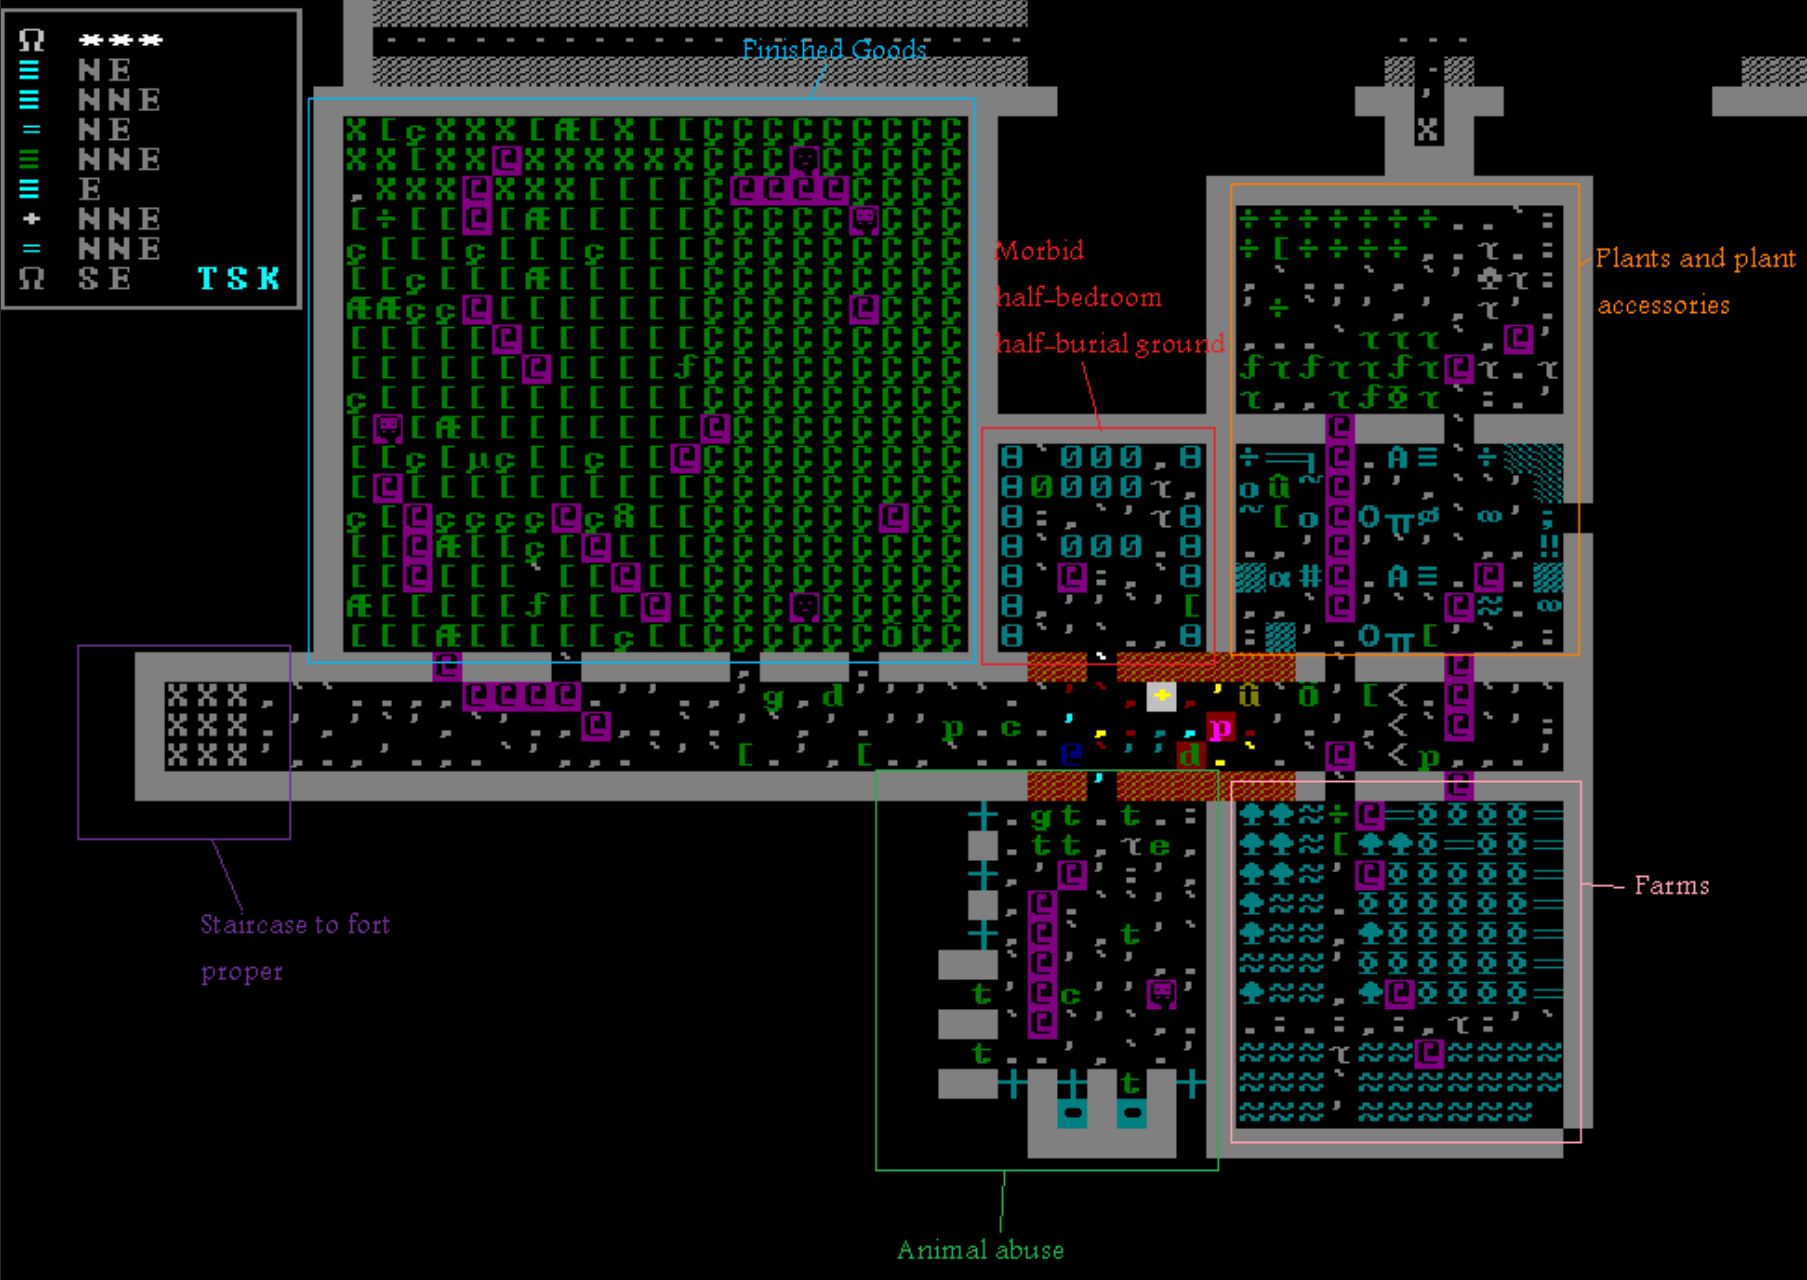 Ω ***
≡ NE
≡ NNE
= NE
≡ NNE
≡ E
+ NNE
= NNE
Ω SE TSK
Finished Goods
Morbid
half-bedroom
half-burial ground
Plants and plant
accessories
Staircase to fort
proper
Farms
Animal abuse